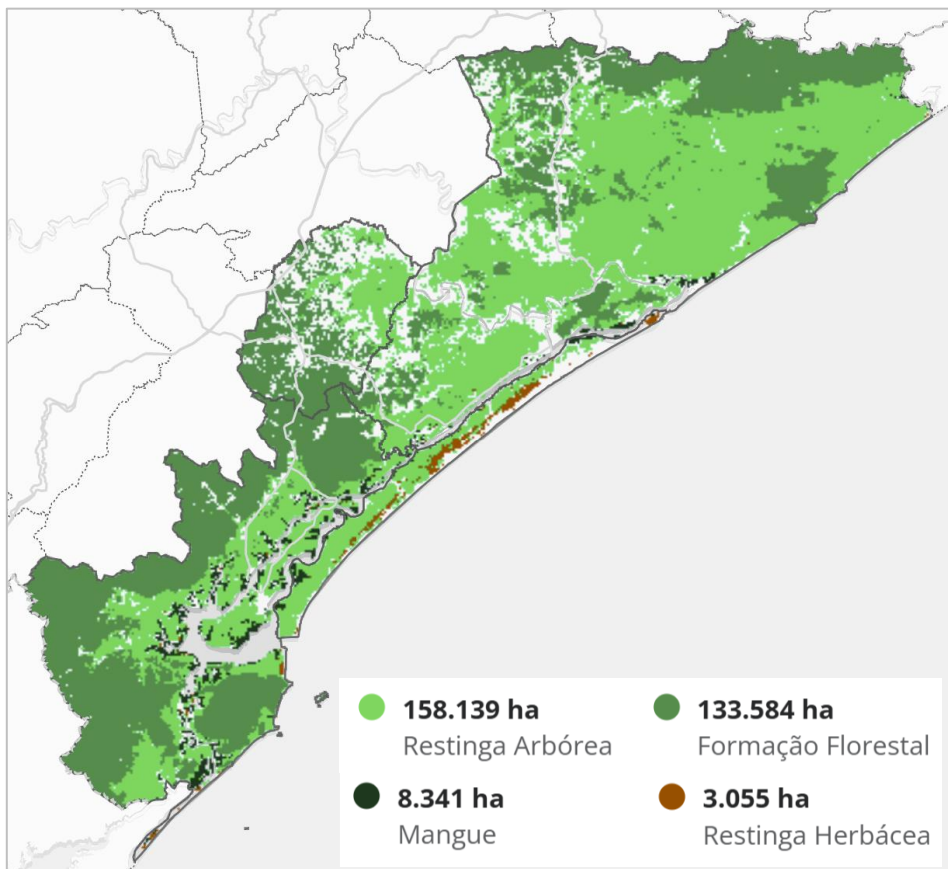 158.139 ha
Restinga Arbórea
133.584 ha
Formação Florestal
8.341 ha
Mangue
3.055 ha
Restinga Herbácea